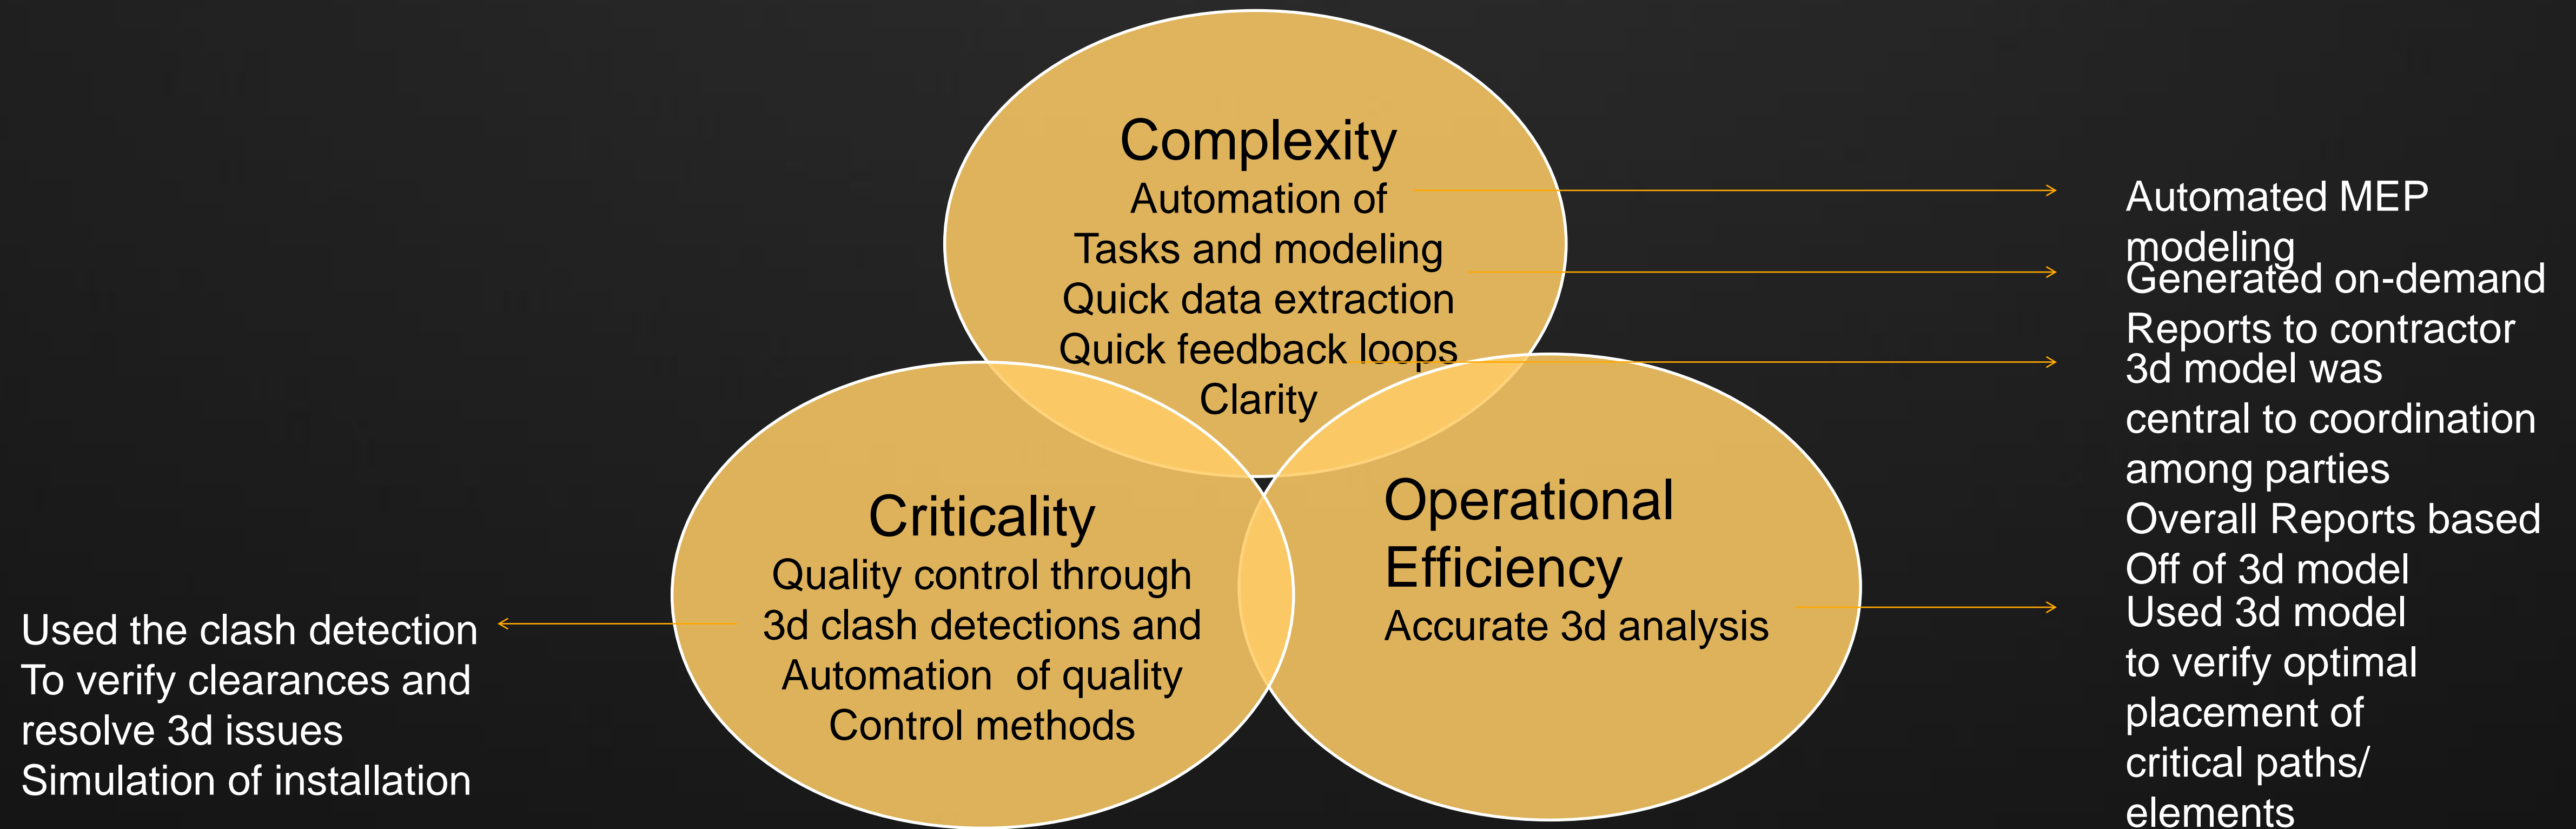 Complexity
Automation of
Tasks and modeling
Quick data extraction
Quick feedback loops
Clarity
Criticality
Quality control through
3d clash detections and
Automation  of quality
Control methods
Operational
Efficiency
Accurate 3d analysis
Used the clash detection
To verify clearances and
resolve 3d issues
Simulation of installation
Automated MEP
modeling
Generated on-demand
Reports to contractor
3d model was
central to coordination
among parties
Overall Reports based
Off of 3d model
Used 3d model
to verify optimal
placement of
critical paths/
elements